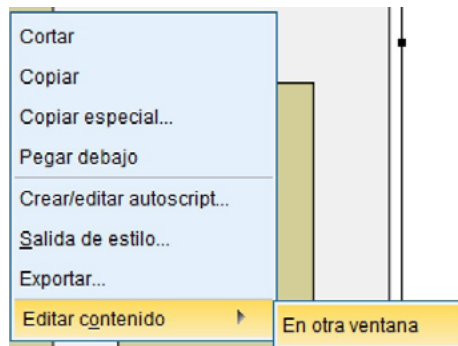 Cortar
Copiar
Copiar especial...
Pegar debajo
Crear/editar autoscript...
Salida de estilo...
Exportar...
Editar contenido
En otra ventana